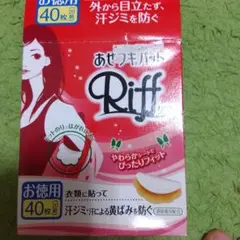 お徳用
40枚
外から目立たず、
汗ジミを防ぐ
あせワキパット
Riff
やわらか
ぴったりフィット
お徳用
40枚
衣類に貼って
汗ジミ・汗による黄ばみを防ぐ